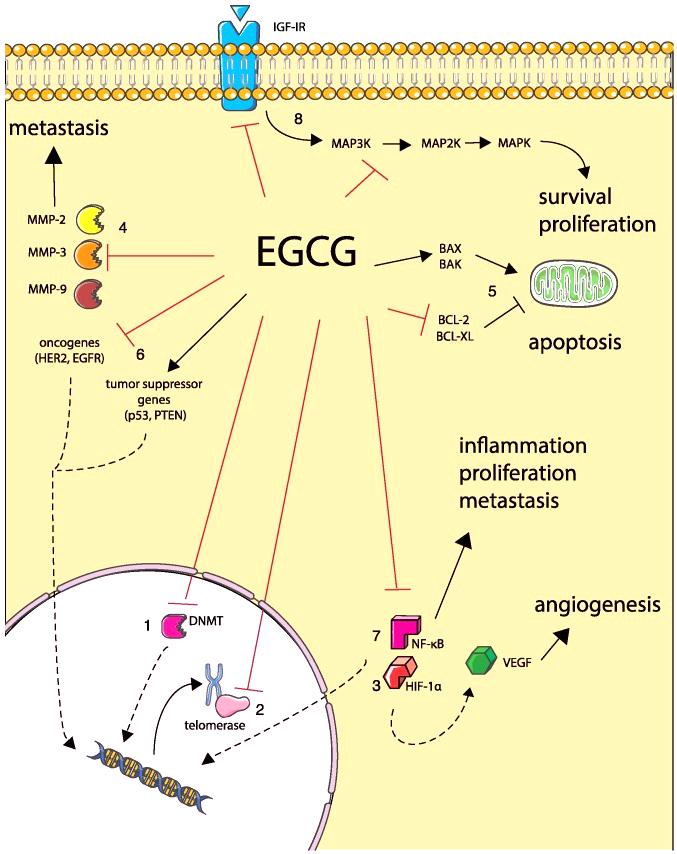 IGF-IR
metastasis
8
MAP3K
MAP2K
MAPK
survival
proliferation
MMP-2
4
MMP-3
MMP-9
EGCG
BAX
BAK
5
BCL-2
BCL-XL
apoptosis
oncogenes
(HER2, EGFR)
6
tumor suppressor
genes
(p53, PTEN)
inflammation
proliferation
metastasis
angiogenesis
1
DNMT
7
NF-κB
3
HIF-1α
VEGF
2
telomerase